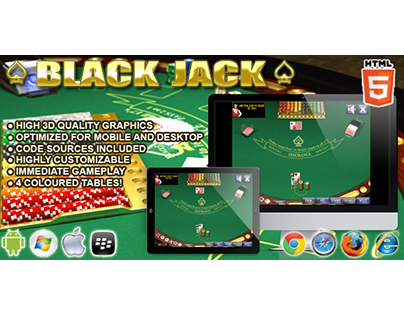 BLACK JACK
HTML
5
• HIGH 3D QUALITY GRAPHICS
• OPTIMIZED FOR MOBILE AND DESKTOP
• CODE SOURCES INCLUDED
• HIGHLY CUSTOMIZABLE
• IMMEDIATE GAMEPLAY
• 4 COLOURED TABLES!
INSURANCE